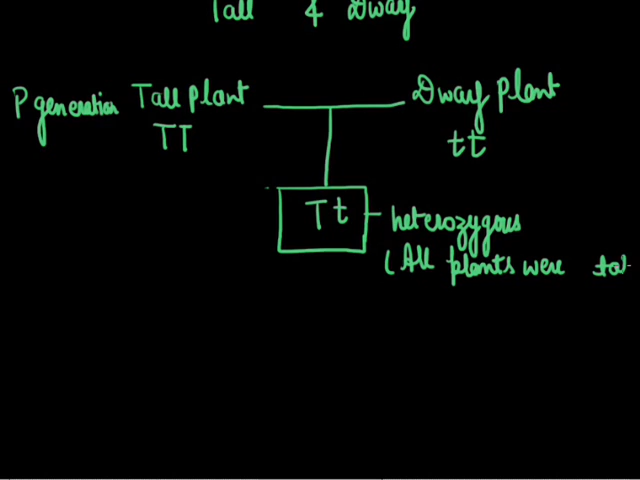 Tall & Dwarf
P generation Tall Plant Dwarf Plant
TT tt
Tt heterozygous
(All plants were